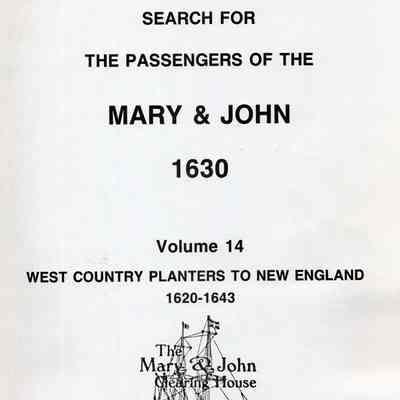 SEARCH FOR
THE PASSENGERS OF THE
MARY & JOHN
1630
Volume 14
WEST COUNTRY PLANTERS TO NEW ENGLAND
1620-1643
The
Mary & John
Clearing House